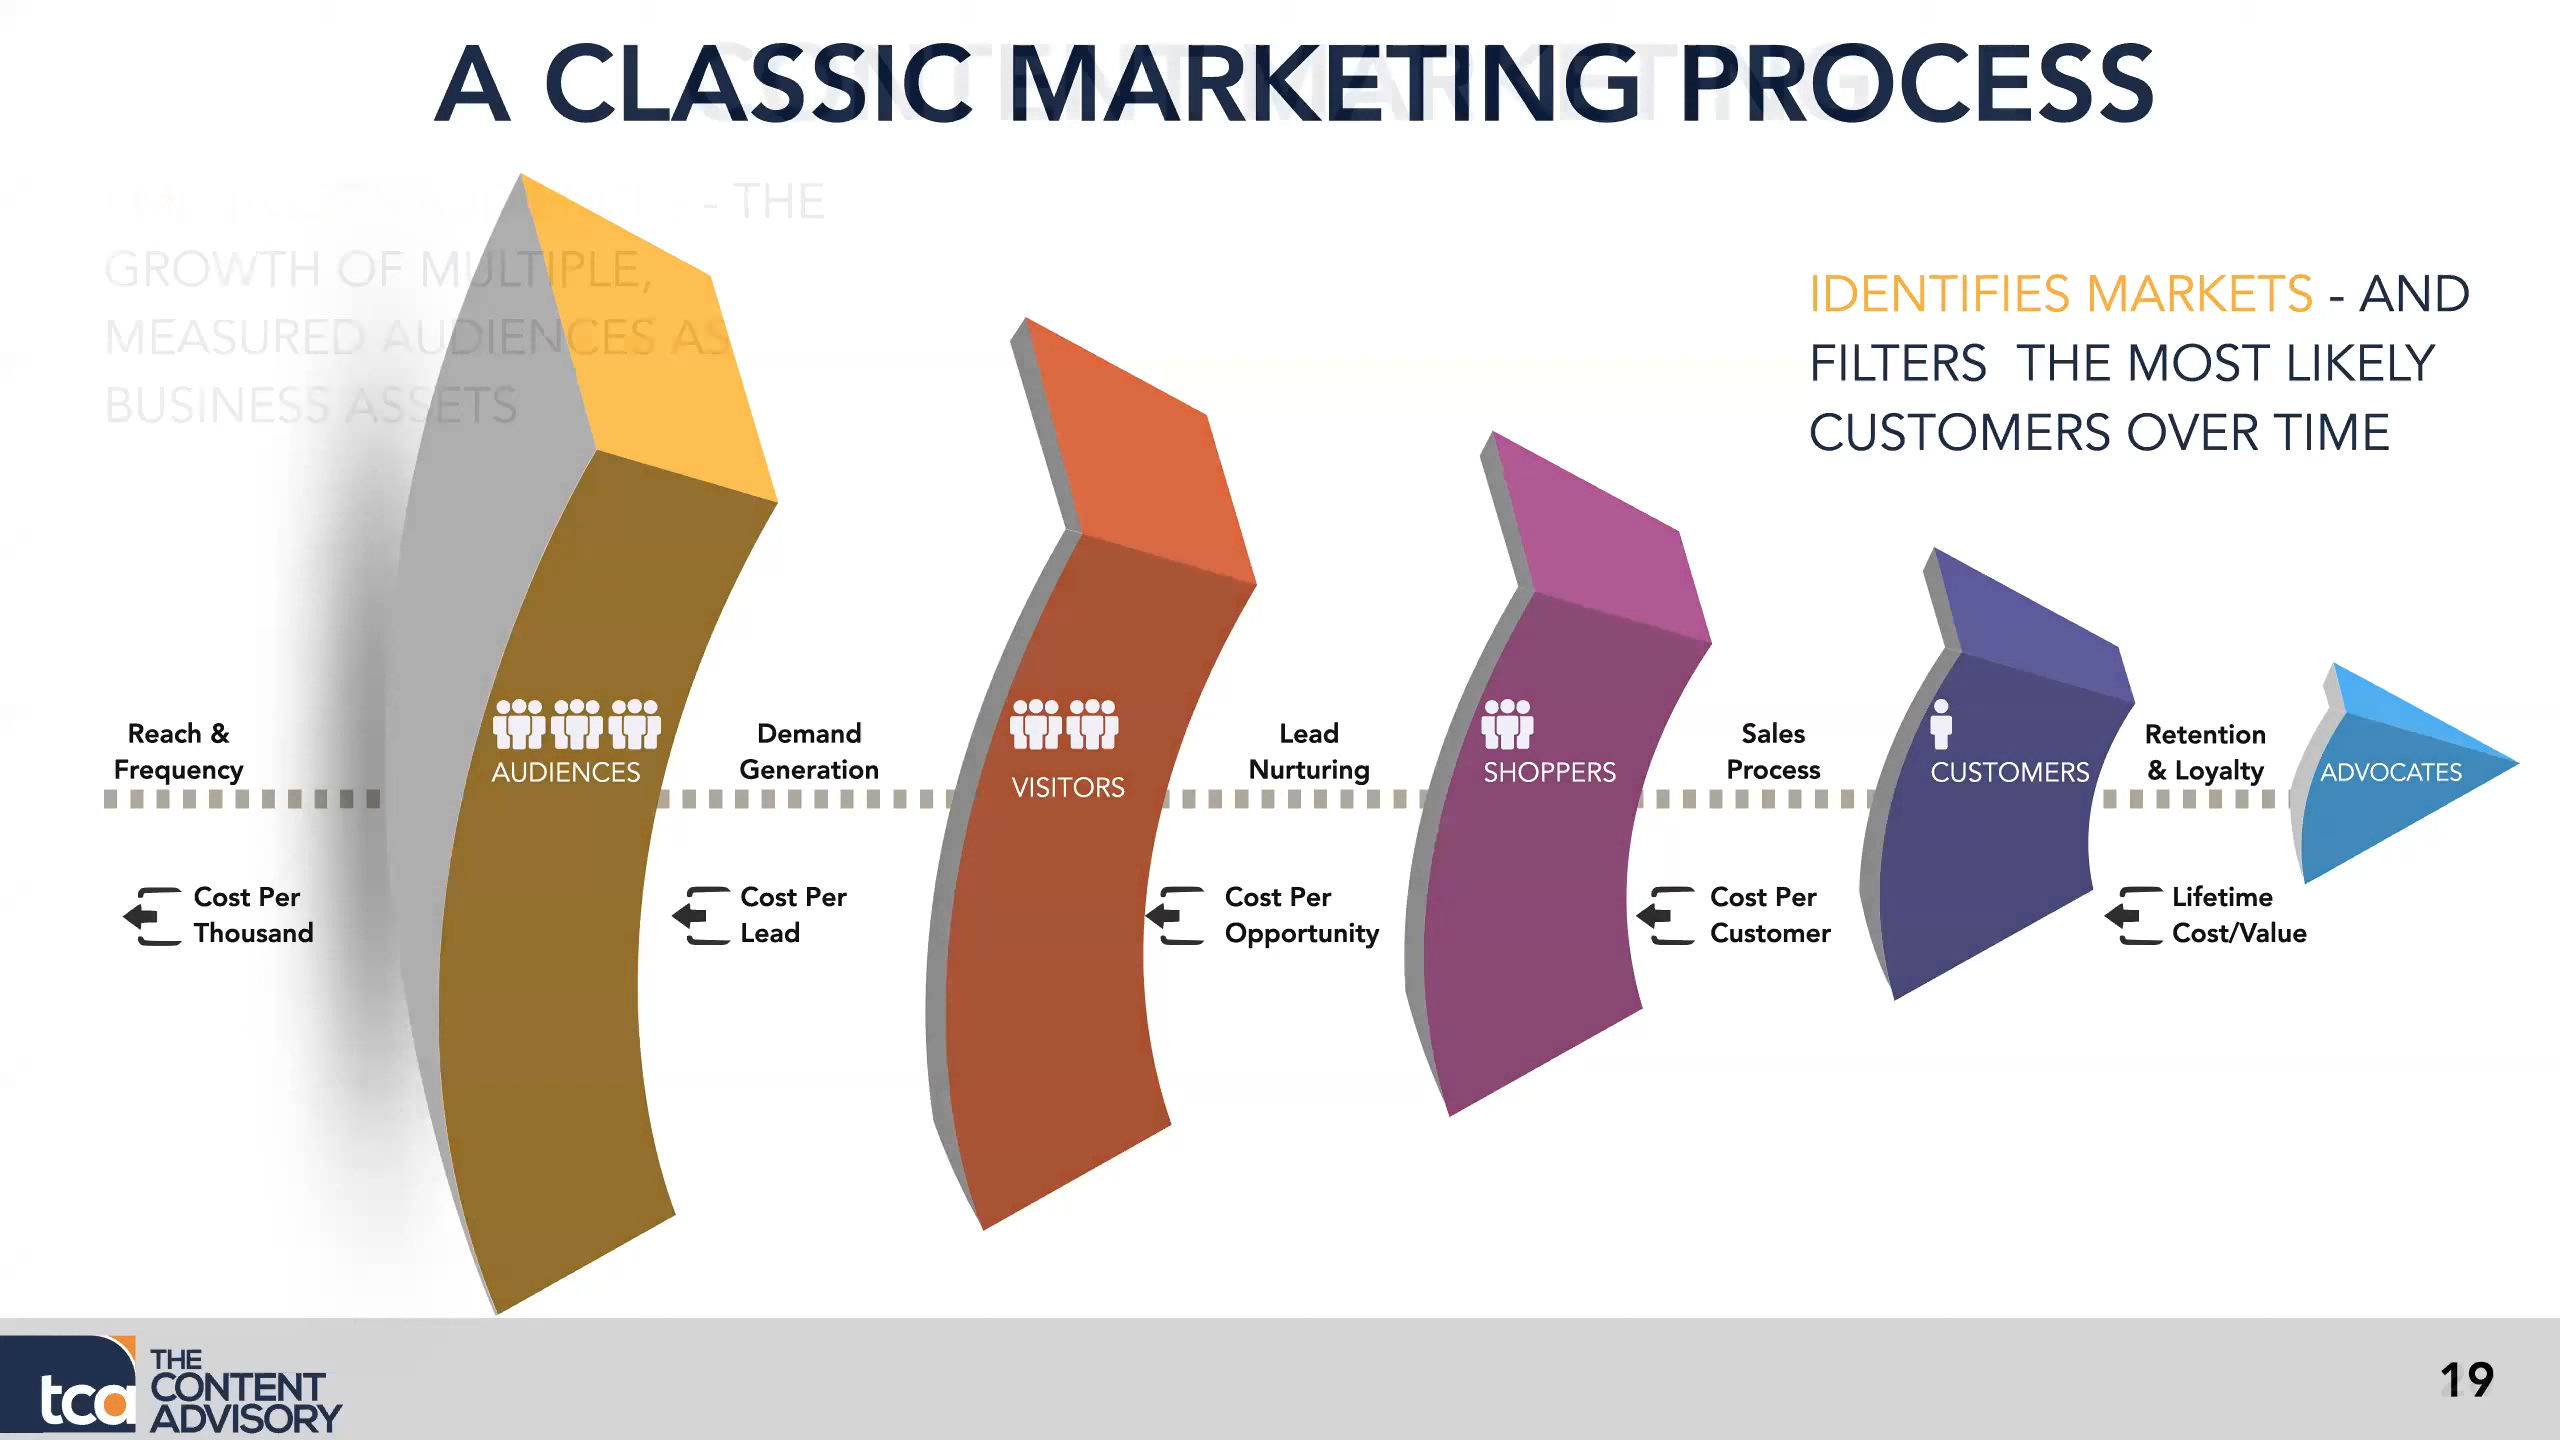 A CLASSIC MARKETING PROCESS
CONTENT MARKETING
- THE
GROWTH OF MULTIPLE,
MEASURED AUDIENCES AS
BUSINESS ASSETS
IDENTIFIES MARKETS - AND
FILTERS THE MOST LIKELY
CUSTOMERS OVER TIME
Reach &
Frequency
AUDIENCES
Demand
Generation
VISITORS
Lead
Nurturing
SHOPPERS
Sales
Process
CUSTOMERS
Retention
& Loyalty
ADVOCATES
Cost Per
Thousand
Cost Per
Lead
Cost Per
Opportunity
Cost Per
Customer
Lifetime
Cost/Value
tca
THE
CONTENT
ADVISORY
19